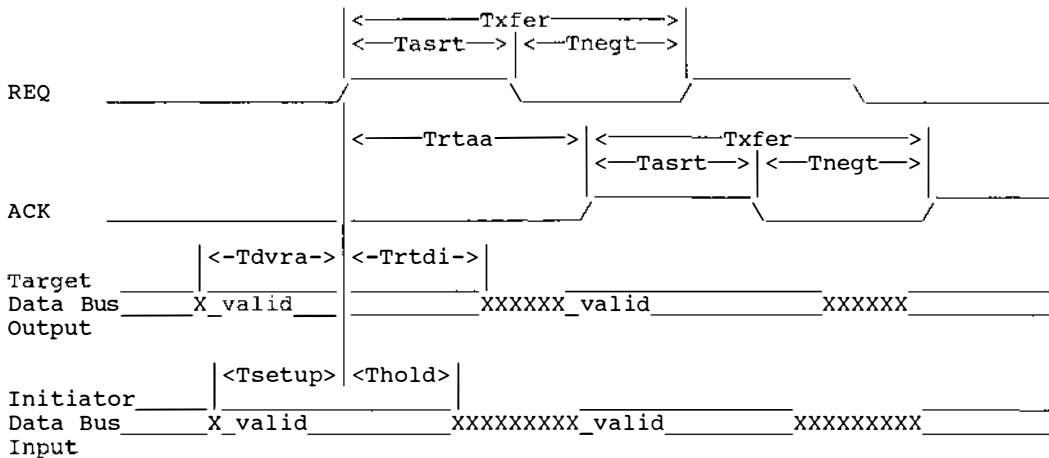 <——Txfer——>
<—Tasrt—> <—Tnegt—>
REQ
<——Trtaa——> <——Txfer——>
<—Tasrt—> <—Tnegt—>
ACK
<-Tdvra-> <-Trtdi->
Target
Data Bus X_valid XXXXXX_valid XXXXXX
Output
<Tsetup> <Thold>
Initiator
Data Bus X_valid XXXXXXXXX_valid XXXXXXXXX
Input